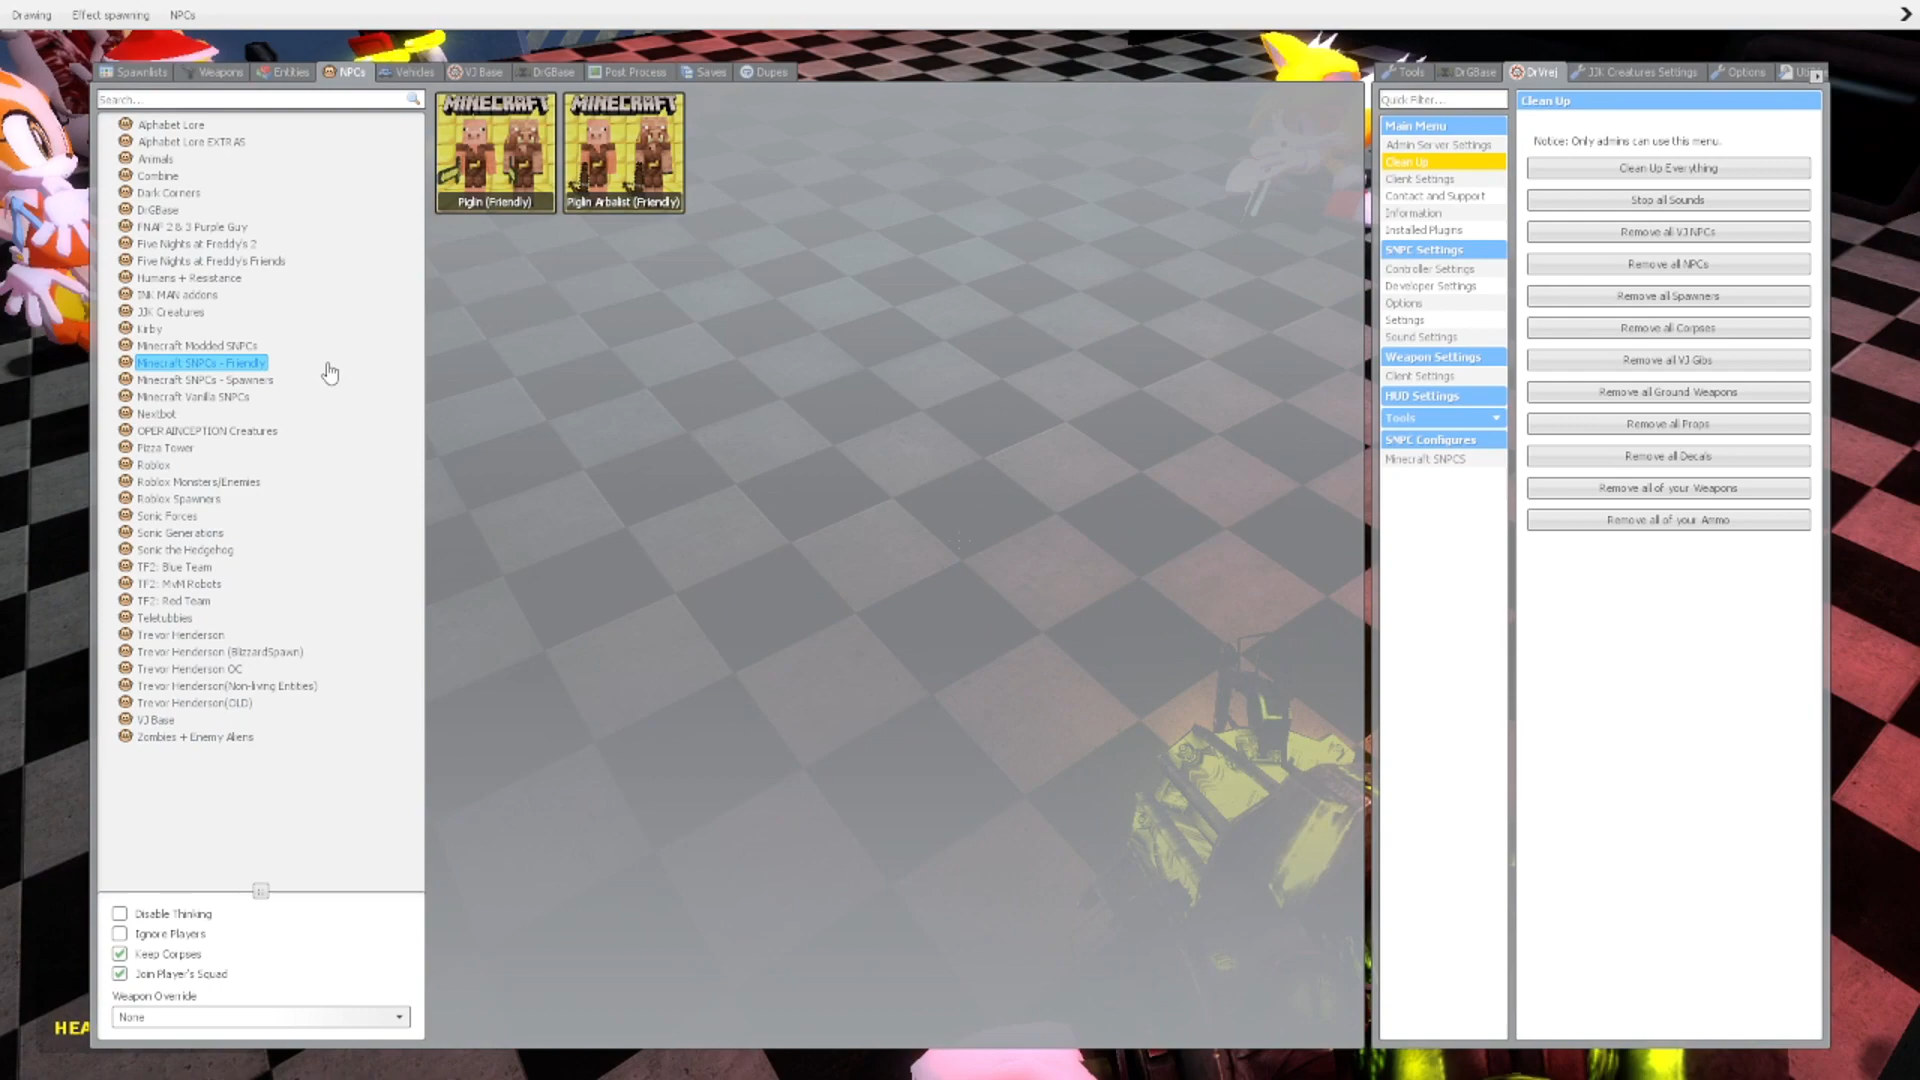 Drawing Effect spawning NPCs
Spawnlists Weapons Entities NPCs Vehicles VJ Base DrGBase Post Process Saves Dupes
Search...
Alphabet Lore
Alphabet Lore EXTRAS
Animals
Combine
Dark Corners
DrGBase
FNAF 2 & 3 Purple Guy
Five Nights at Freddy's 2
Five Nights at Freddy's Friends
Humans + Resistance
INK MAN addons
JJK Creatures
Kirby
Minecraft Modded SNPCs
Minecraft SNPCs - Friendly
Minecraft SNPCs - Spawners
Minecraft Vanilla SNPCs
Nextbot
OPERAINCEPTION Creatures
Pizza Tower
Roblox
Roblox Monsters/Enemies
Roblox Spawners
Sonic Forces
Sonic Generations
Sonic the Hedgehog
TF2: Blue Team
TF2: MvM Robots
TF2: Red Team
Teletubbies
Trevor Henderson
Trevor Henderson (BlizzardSpawn)
Trevor Henderson OC
Trevor Henderson(Non-living Entities)
Trevor Henderson(OLD)
VJ Base
Zombies + Enemy Aliens
Disable Thinking
Ignore Players
Keep Corpses
Join Player's Squad
Weapon Override
None
HEA
MINECRAFT
Piglin (Friendly)
MINECRAFT
Piglin Arbalist (Friendly)
Tools DrGBase DrVrej JJK Creatures Settings Options
Quick Filter...
Main Menu
Admin Server Settings
Clean Up
Client Settings
Contact and Support
Information
Installed Plugins
SNPC Settings
Controller Settings
Developer Settings
Options
Settings
Sound Settings
Weapon Settings
Client Settings
HUD Settings
Tools
SNPC Configures
Minecraft SNPCS
Clean Up
Notice: Only admins can use this menu.
Clean Up Everything
Stop all Sounds
Remove all VJ NPCs
Remove all NPCs
Remove all Spawners
Remove all Corpses
Remove all VJ Gibs
Remove all Ground Weapons
Remove all Props
Remove all Decals
Remove all of your Weapons
Remove all of your Ammo